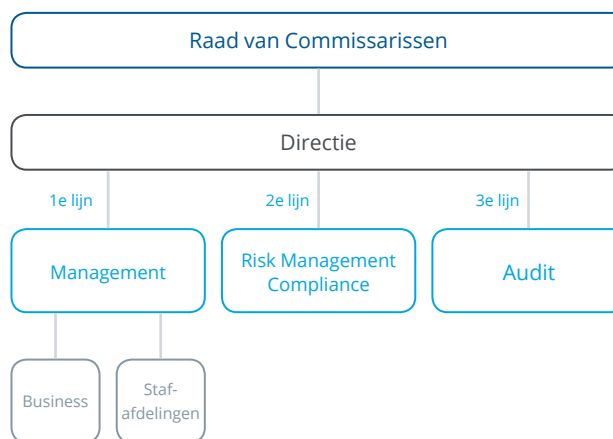 Raad van Commissarissen
Directie
1e lijn
2e lijn
3e lijn
Management
Risk Management
Compliance
Audit
Business
Staf-
afdelingen